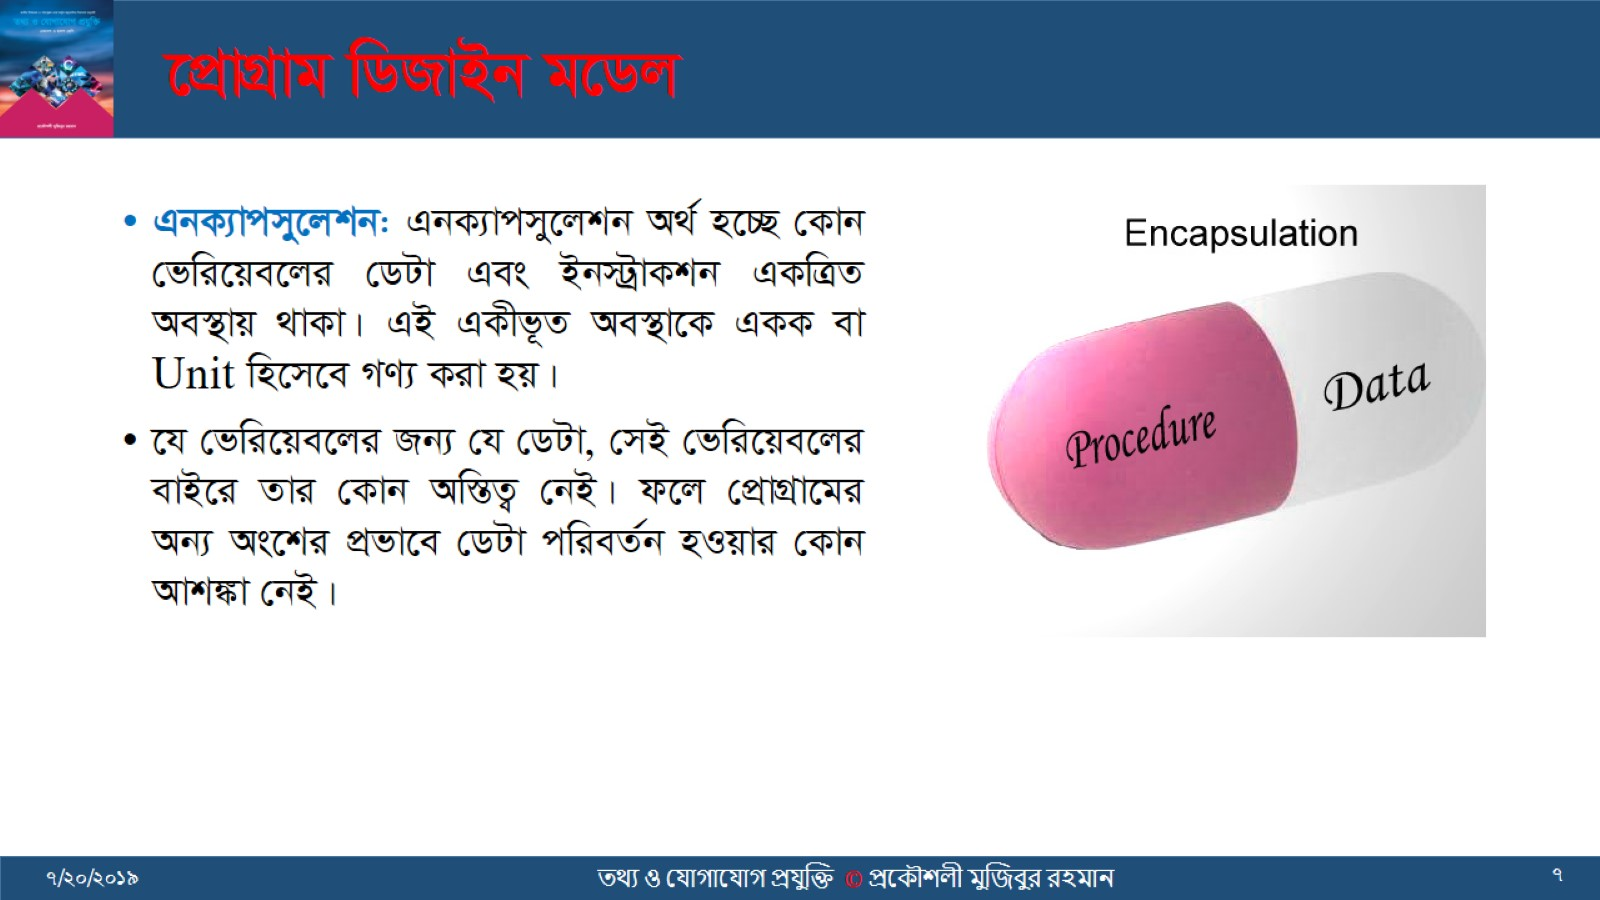 তথ্য ও যোগাযোগ প্রযুক্তি
প্রোগ্রাম ডিজাইন মডেল
• এনক্যাপসুলেশন: এনক্যাপসুলেশন অর্থ হচ্ছে কোন
ভেরিয়েবলের ডেটা এবং ইনস্ট্রাকশন একত্রিত
অবস্থায় থাকা। এই একীভূত অবস্থাকে একক বা
Unit হিসেবে গণ্য করা হয়।
• যে ভেরিয়েবলের জন্য যে ডেটা, সেই ভেরিয়েবলের
বাইরে তার কোন অস্তিত্ব নেই। ফলে প্রোগ্রামের
অন্য অংশের প্রভাবে ডেটা পরিবর্তন হওয়ার কোন
আশঙ্কা নেই।
Encapsulation
Procedure
Data
৭/২০/২০১৯
তথ্য ও যোগাযোগ প্রযুক্তি © প্রকৌশলী মুজিবুর রহমান
৭